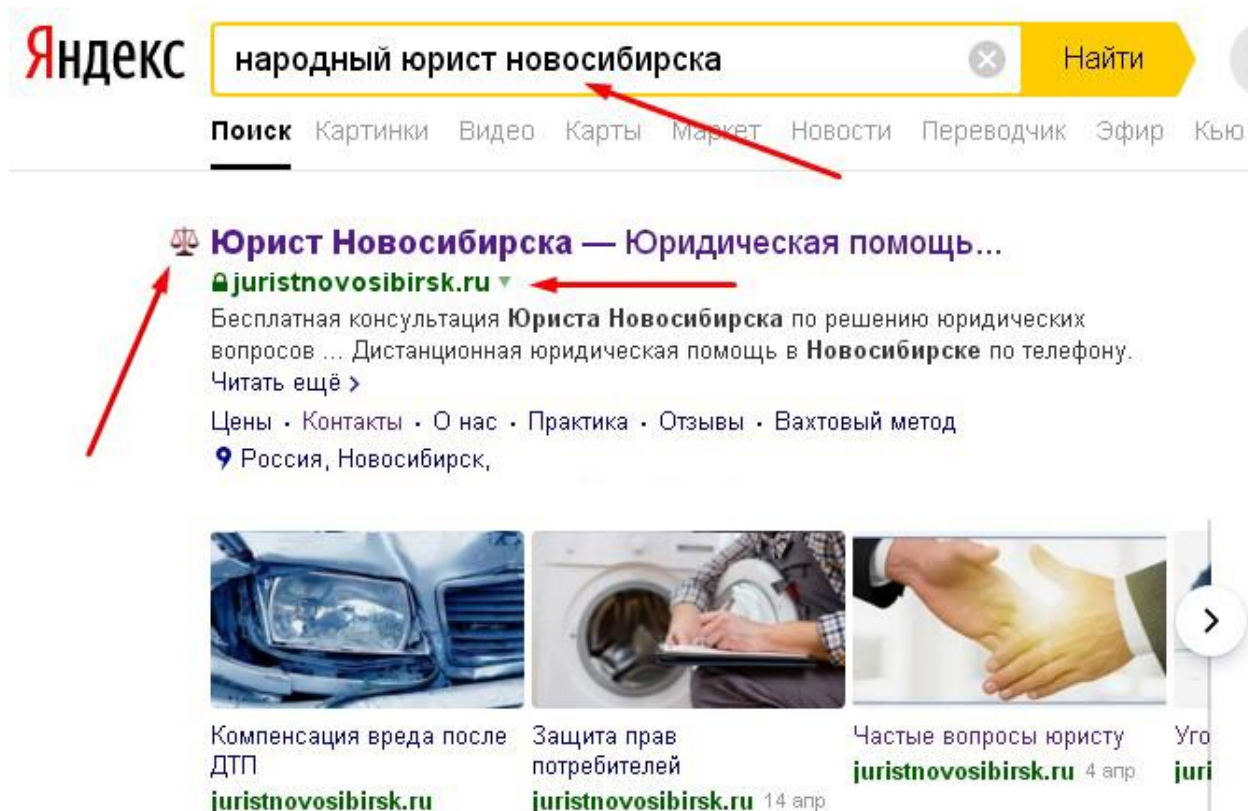 Яндекс
народный юрист новосибирска
Найти
Поиск Картинки Видео Карты Маркет Новости Переводчик Эфир Кью
Юрист Новосибирска — Юридическая помощь...
juristnovosibirsk.ru
Бесплатная консультация Юриста Новосибирска по решению юридических
вопросов ... Дистанционная юридическая помощь в Новосибирске по телефону.
Читать ещё >
Цены · Контакты · О нас · Практика · Отзывы · Вахтовый метод
Россия, Новосибирск,
Компенсация вреда после
ДТП
juristnovosibirsk.ru
Защита прав
потребителей
juristnovosibirsk.ru 14 апр
Частые вопросы юристу
juristnovosibirsk.ru 4 апр
Уго
juri